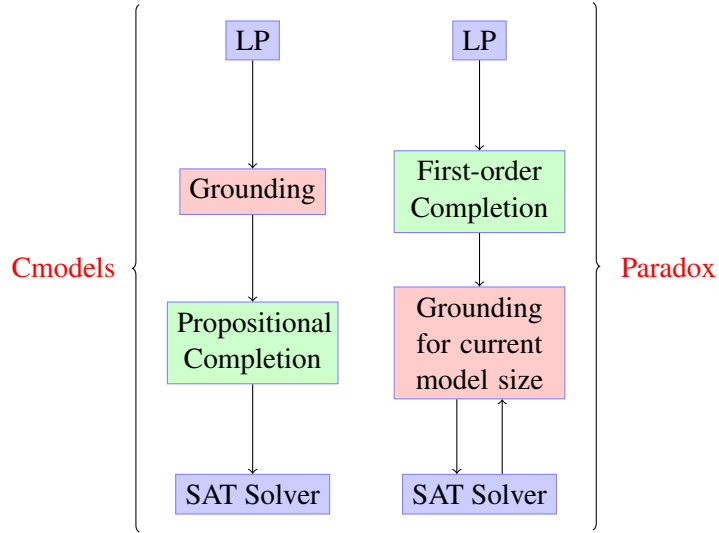 LP
LP
Grounding
First-order
Completion
Cmodels
Paradox
Propositional
Completion
Grounding
for current
model size
SAT Solver
SAT Solver